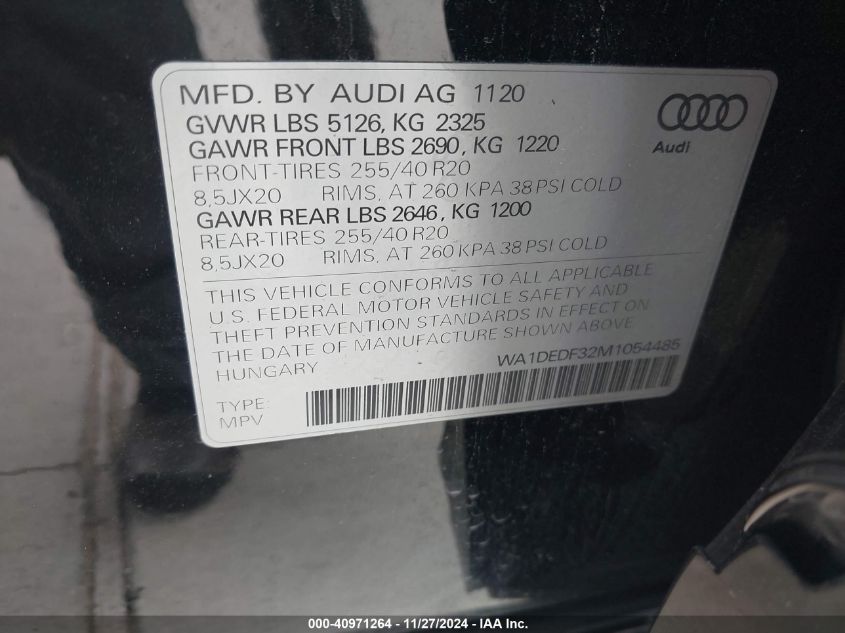 MFD. BY AUDI AG 1120
GVWR LBS 5126, KG 2325
GAWR FRONT LBS 2690, KG 1220
FRONT-TIRES 255/40 R20
8,5JX20 RIMS, AT 260 KPA 38 PSI COLD
GAWR REAR LBS 2646, KG 1200
REAR-TIRES 255/40 R20
8,5JX20 RIMS, AT 260 KPA 38 PSI COLD
Audi
THIS VEHICLE CONFORMS TO ALL APPLICABLE
U.S. FEDERAL MOTOR VEHICLE SAFETY AND
THEFT PREVENTION STANDARDS IN EFFECT ON
THE DATE OF MANUFACTURE SHOWN ABOVE
HUNGARY WA1DEDF32M1054485
TYPE:
MPV
000-40971264 - 11/27/2024 - IAA Inc.